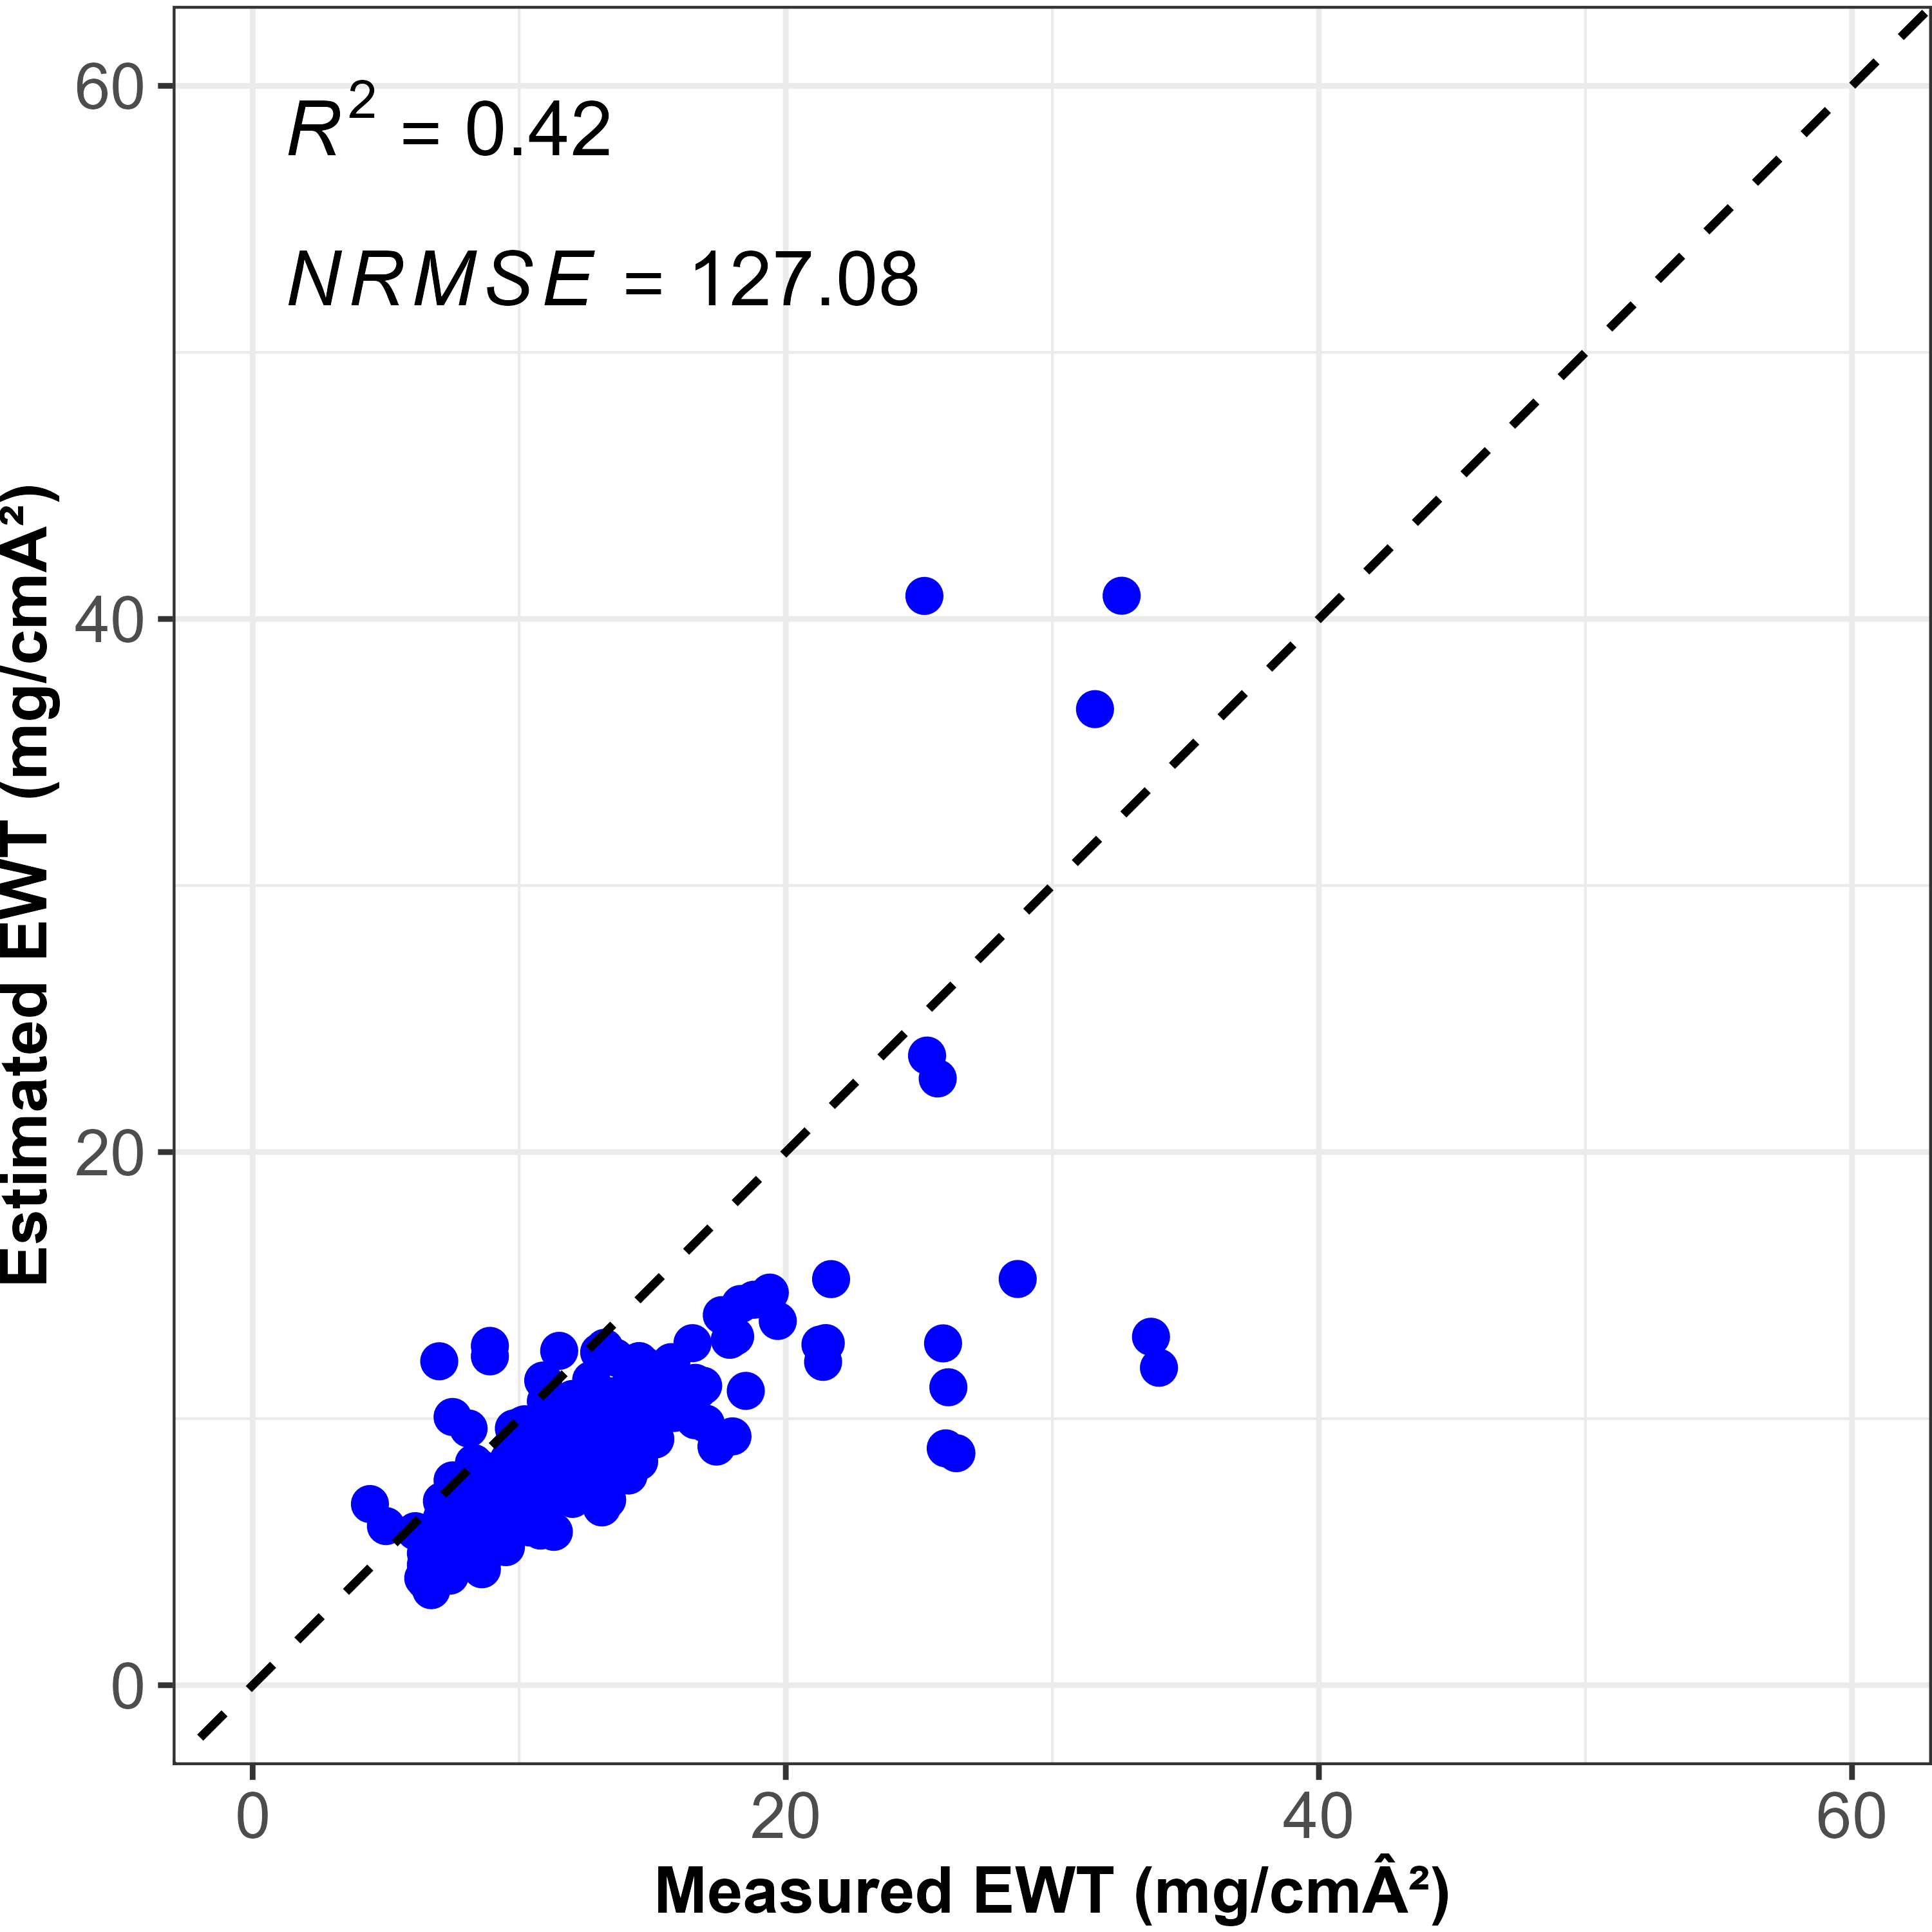 R² = 0.42
NRMSE = 127.08
60
40
20
0
Estimated EWT (mg/cmÂ²)
0 20 40 60
Measured EWT (mg/cmÂ²)